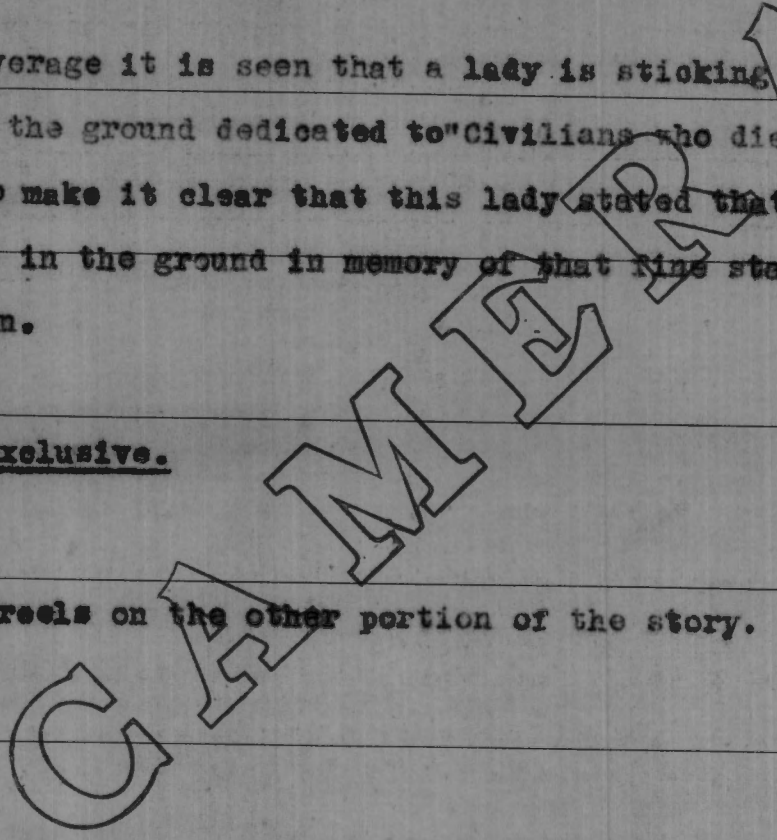 verage it is seen that a lady is sticking
the ground dedicated to"Civilians who die
make it clear that this lady stated that
in the ground in memory of that fine sta
n.
xclusive.
reels on the other portion of the story.
CAMER